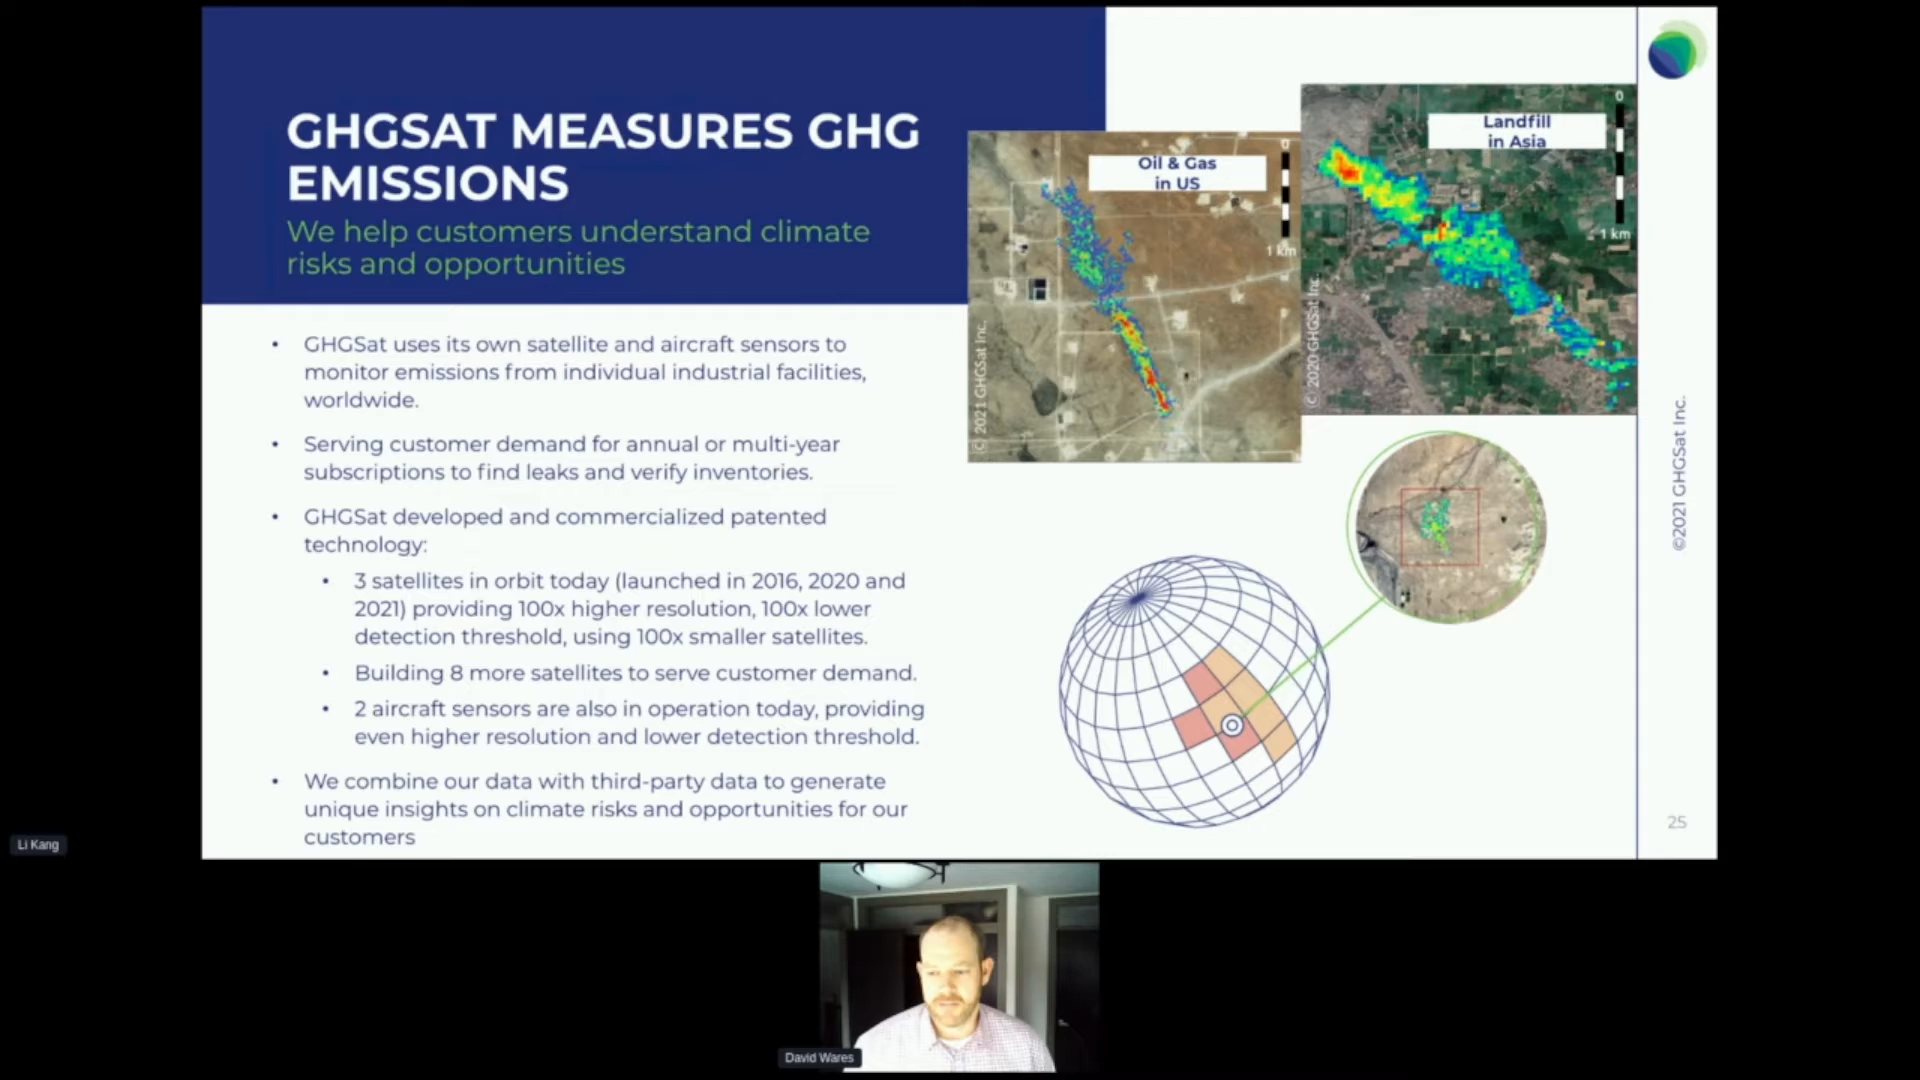 GHGSAT MEASURES GHG
EMISSIONS
We help customers understand climate
risks and opportunities
• GHGSat uses its own satellite and aircraft sensors to
monitor emissions from individual industrial facilities,
worldwide.
• Serving customer demand for annual or multi-year
subscriptions to find leaks and verify inventories.
• GHGSat developed and commercialized patented
technology:
• 3 satellites in orbit today (launched in 2016, 2020 and
2021) providing 100x higher resolution, 100x lower
detection threshold, using 100x smaller satellites.
• Building 8 more satellites to serve customer demand.
• 2 aircraft sensors are also in operation today, providing
even higher resolution and lower detection threshold.
• We combine our data with third-party data to generate
unique insights on climate risks and opportunities for our
customers
Oil & Gas
in US
0
1 km
© 2021 GHGSat Inc.
Landfill
in Asia
0
1 km
© 2020 GHGSat Inc.
©2021 GHGSat Inc.
25
Li Kang
David Wares